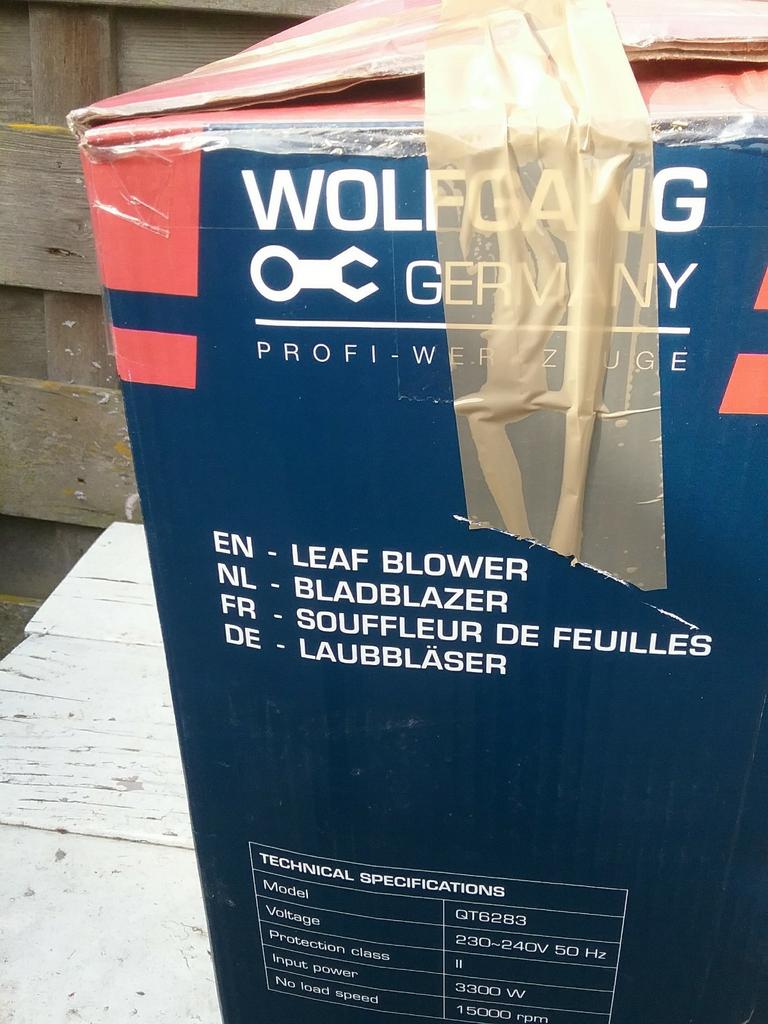 WOLFGANG
GERMANY
PROFI-WERKZEUGE
EN - LEAF BLOWER
NL - BLADBLAZER
FR - SOUFFLEUR DE FEUILLES
DE - LAUBBLÄSER
TECHNICAL SPECIFICATIONS
Model QT6283
Voltage 230~240V 50 Hz
Protection class II
Input power 3300 W
No load speed 15000 rpm